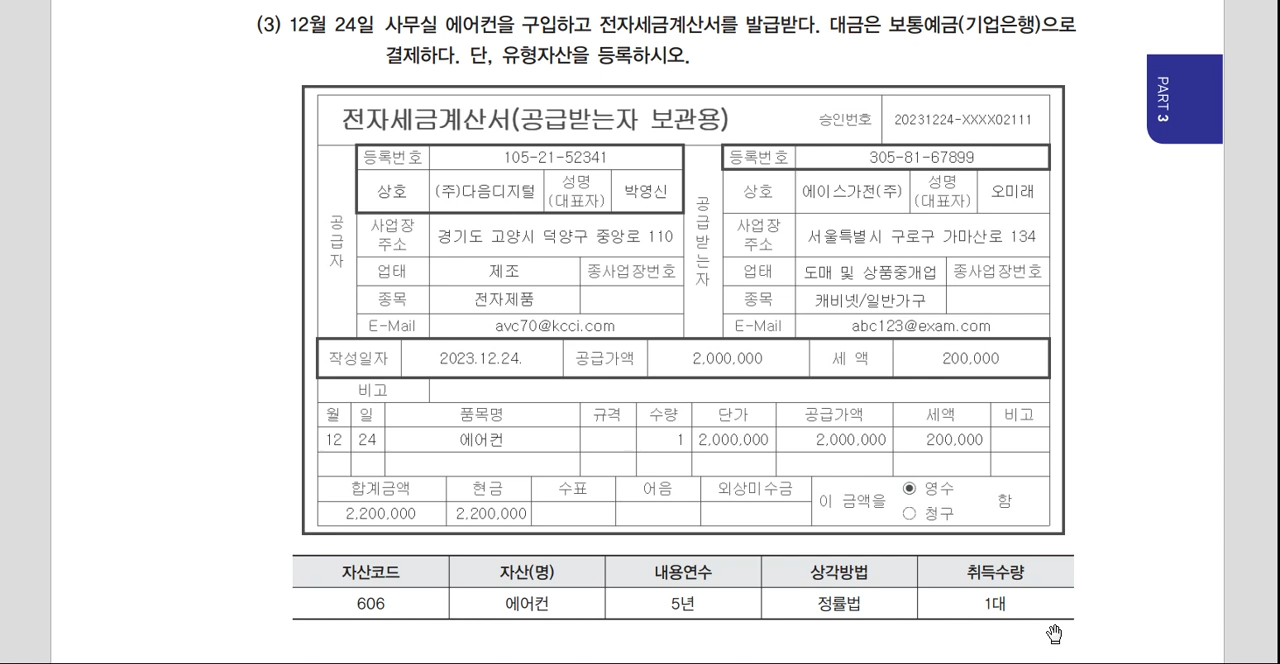 (3) 12월 24일 사무실 에어컨을 구입하고 전자세금계산서를 발급받다. 대금은 보통예금(기업은행)으로
결제하다. 단, 유형자산을 등록하시오.
PART 3
전자세금계산서(공급받는자 보관용) 승인번호 20231224-XXXX02111
공급자 등록번호 105-21-52341 공급받는자 등록번호 305-81-67899
상호 (주)다음디지털 성명(대표자) 박영신 상호 에이스가전(주) 성명(대표자) 오미래
사업장주소 경기도 고양시 덕양구 중앙로 110 사업장주소 서울특별시 구로구 가마산로 134
업태 제조 종사업장번호 업태 도매 및 상품중개업 종사업장번호
종목 전자제품 종목 캐비넷/일반가구
E-Mail avc70@kcci.com E-Mail abc123@exam.com
작성일자 2023.12.24. 공급가액 2,000,000 세 액 200,000
비고
월 일 품목명 규격 수량 단가 공급가액 세액 비고
12 24 에어컨 1 2,000,000 2,000,000 200,000
합계금액 현금 수표 어음 외상미수금 이 금액을 영수 함
2,200,000 2,200,000 청구
자산코드 자산(명) 내용연수 상각방법 취득수량
606 에어컨 5년 정률법 1대